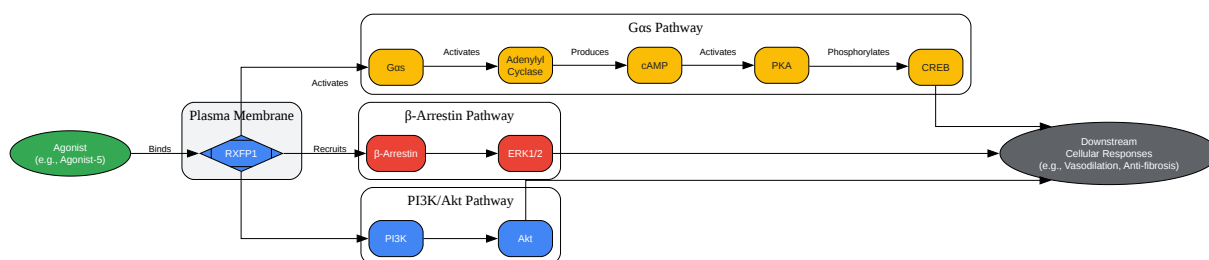 Gαs Pathway
Activates
Produces
Activates
Phosphorylates
Gαs
Adenylyl
Cyclase
cAMP
PKA
CREB
Activates
Plasma Membrane
β-Arrestin Pathway
Agonist
(e.g., Agonist-5)
Binds
RXFP1
Recruits
β-Arrestin
ERK1/2
Downstream
Cellular Responses
(e.g., Vasodilation, Anti-fibrosis)
PI3K/Akt Pathway
PI3K
Akt